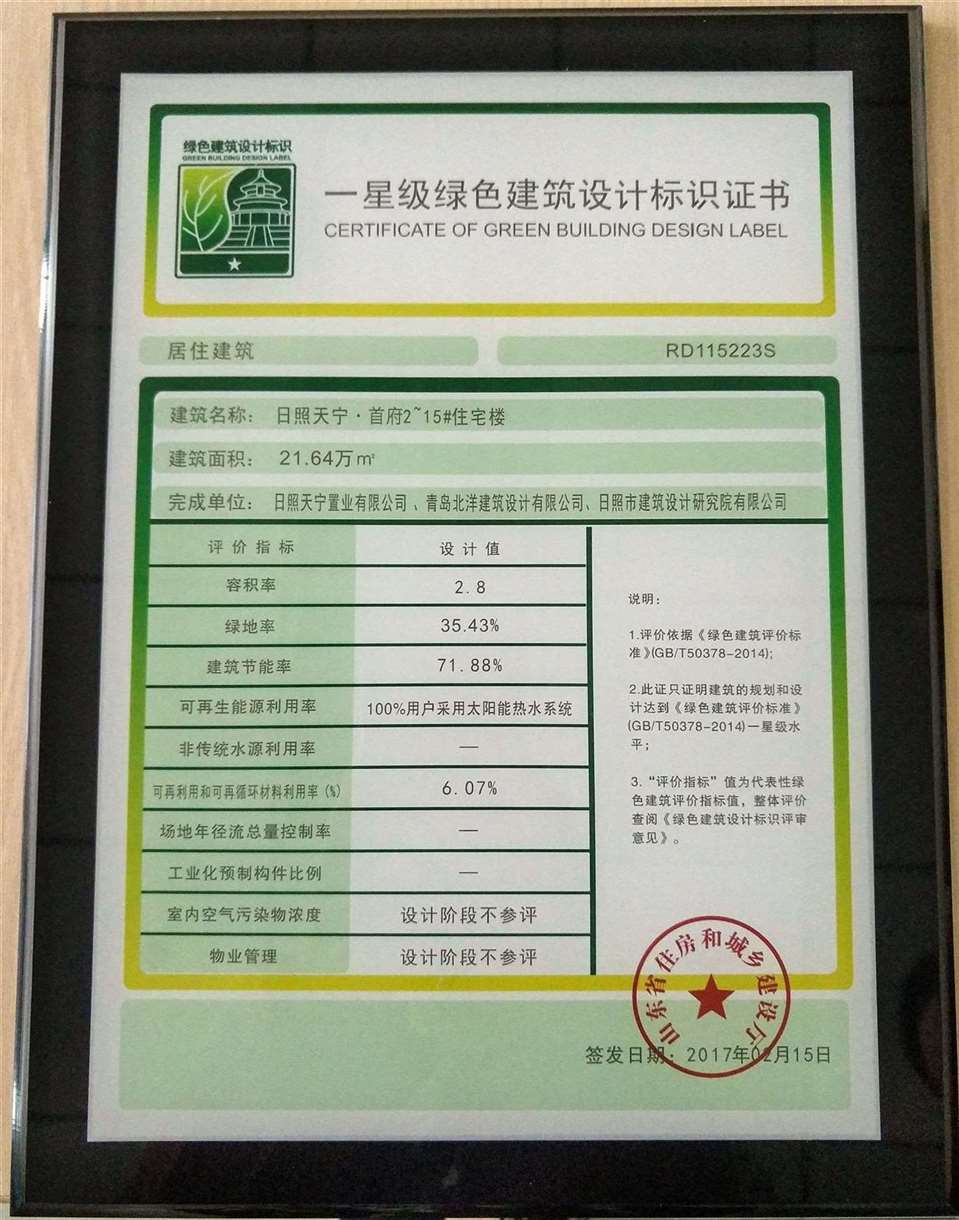 绿色建筑设计标识
GREEN BUILDING DESIGN LABEL
一星级绿色建筑设计标识证书
CERTIFICATE OF GREEN BUILDING DESIGN LABEL
居住建筑
RD115223S
建筑名称： 日照天宁·首府2~15#住宅楼
建筑面积： 21.64万㎡
完成单位： 日照天宁置业有限公司、青岛北洋建筑设计有限公司、日照市建筑设计研究院有限公司
评价指标 设计值
容积率 2.8
绿地率 35.43%
建筑节能率 71.88%
可再生能源利用率 100%用户采用太阳能热水系统
非传统水源利用率 —
可再利用和可再循环材料利用率（%） 6.07%
场地年径流总量控制率 —
工业化预制构件比例 —
室内空气污染物浓度 设计阶段不参评
物业管理 设计阶段不参评
说明：
1.评价依据《绿色建筑评价标
准》(GB/T50378-2014);
2.此证只证明建筑的规划和设
计达到《绿色建筑评价标准》
(GB/T50378-2014)一星级水
平；
3.“评价指标”值为代表性绿
色建筑评价指标值，整体评价
查阅《绿色建筑设计标识评审
意见》。
山东省住房和城乡建设厅
签发日期：2017年02月15日